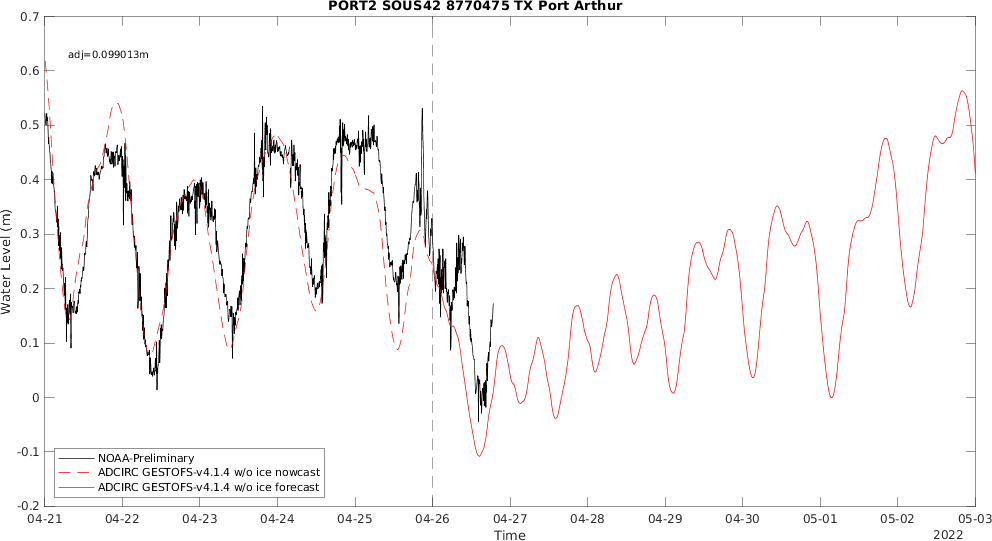 PORT2 SOUS42 8770475 TX Port Arthur
adj=0.099013m
0.7
0.6
0.5
0.4
0.3
0.2
0.1
0
-0.1
-0.2
Water Level (m)
NOAA-Preliminary
ADCIRC GESTOFS-v4.1.4 w/o ice nowcast
ADCIRC GESTOFS-v4.1.4 w/o ice forecast
04-21 04-22 04-23 04-24 04-25 04-26 04-27 04-28 04-29 04-30 05-01 05-02 05-03
Time
2022